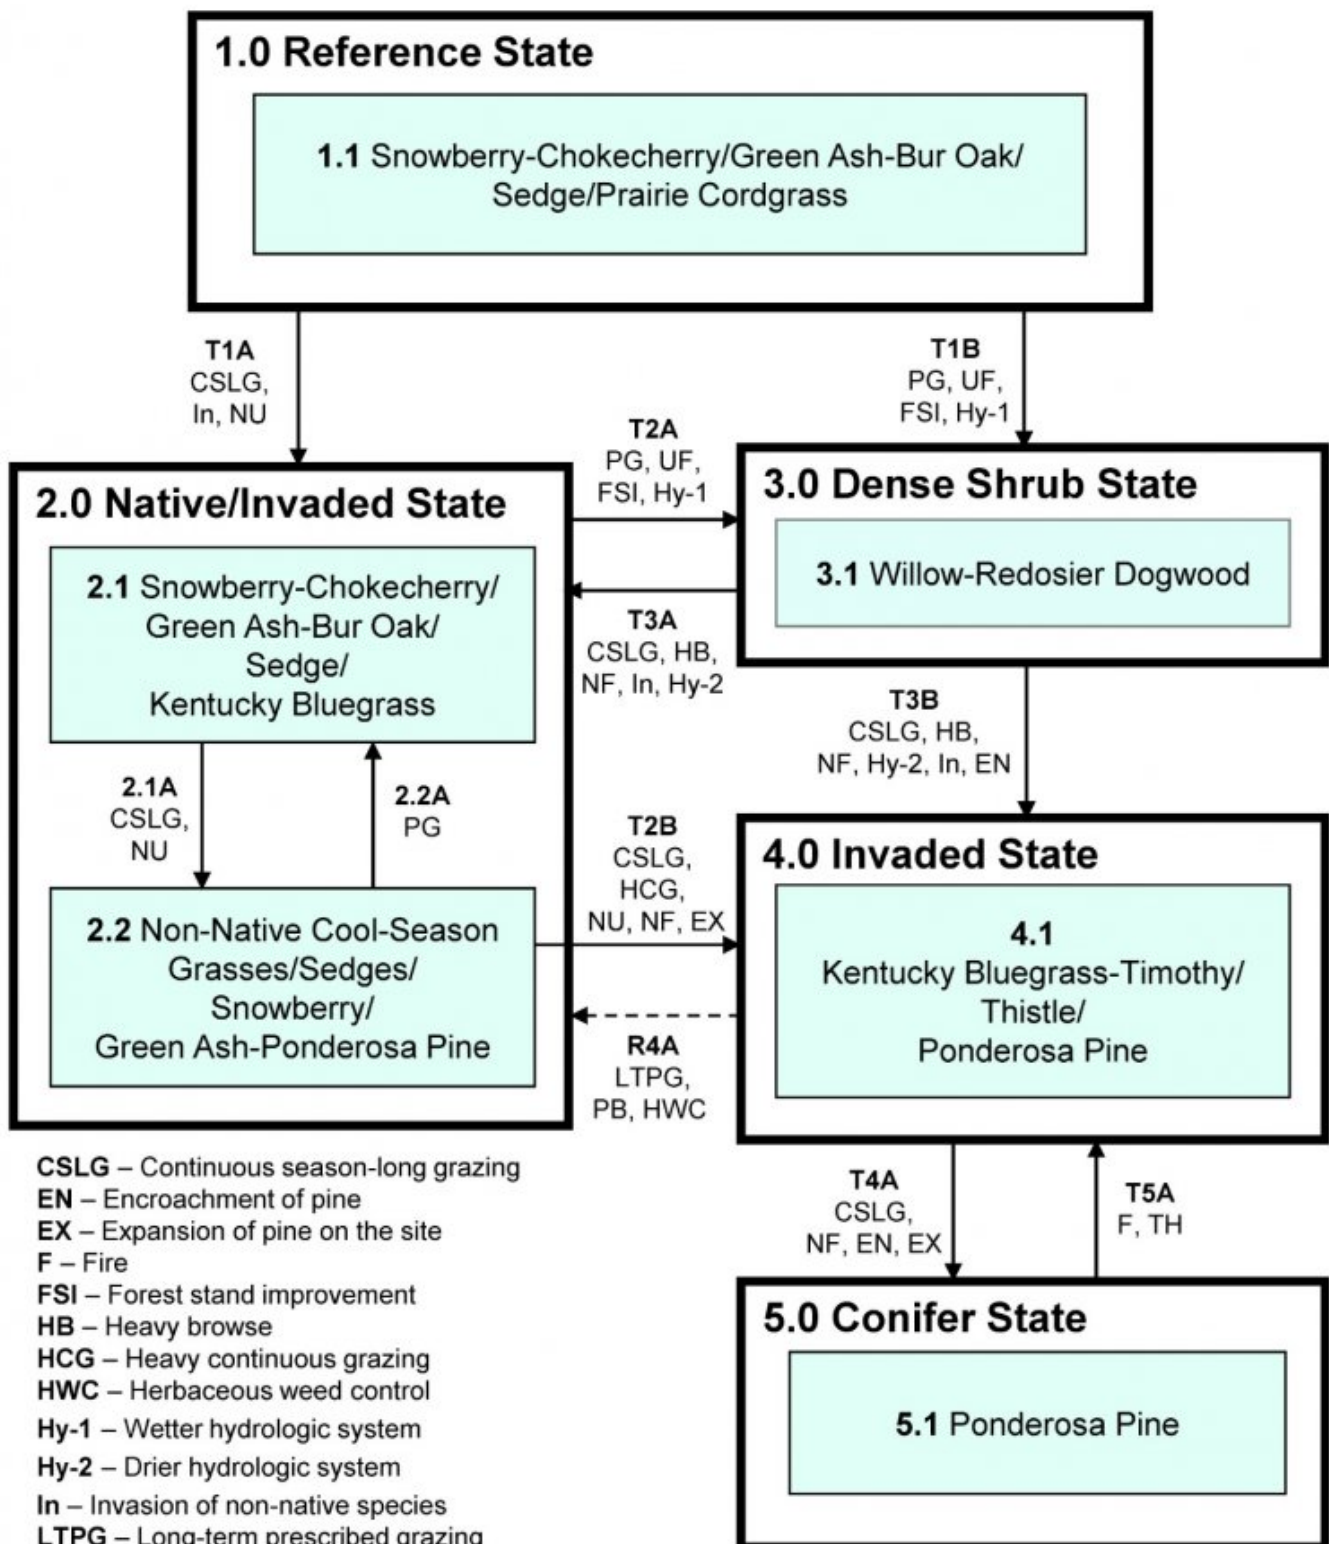 1.0 Reference State
1.1 Snowberry-Chokecherry/Green Ash-Bur Oak/
Sedge/Prairie Cordgrass
T1A
CSLG,
In, NU
T1B
PG, UF,
FSI, Hy-1
T2A
PG, UF,
FSI, Hy-1
2.0 Native/Invaded State
2.1 Snowberry-Chokecherry/
Green Ash-Bur Oak/
Sedge/
Kentucky Bluegrass
2.1A
CSLG,
NU
2.2A
PG
2.2 Non-Native Cool-Season
Grasses/Sedges/
Snowberry/
Green Ash-Ponderosa Pine
3.0 Dense Shrub State
3.1 Willow-Redosier Dogwood
T3A
CSLG, HB,
NF, In, Hy-2
T3B
CSLG, HB,
NF, Hy-2, In, EN
T2B
CSLG,
HCG,
NU, NF, EX
R4A
LTPG,
PB, HWC
4.0 Invaded State
4.1
Kentucky Bluegrass-Timothy/
Thistle/
Ponderosa Pine
T4A
CSLG,
NF, EN, EX
T5A
F, TH
5.0 Conifer State
5.1 Ponderosa Pine
CSLG – Continuous season-long grazing
EN – Encroachment of pine
EX – Expansion of pine on the site
F – Fire
FSI – Forest stand improvement
HB – Heavy browse
HCG – Heavy continuous grazing
HWC – Herbaceous weed control
Hy-1 – Wetter hydrologic system
Hy-2 – Drier hydrologic system
In – Invasion of non-native species
LTPG – Long-term prescribed grazing